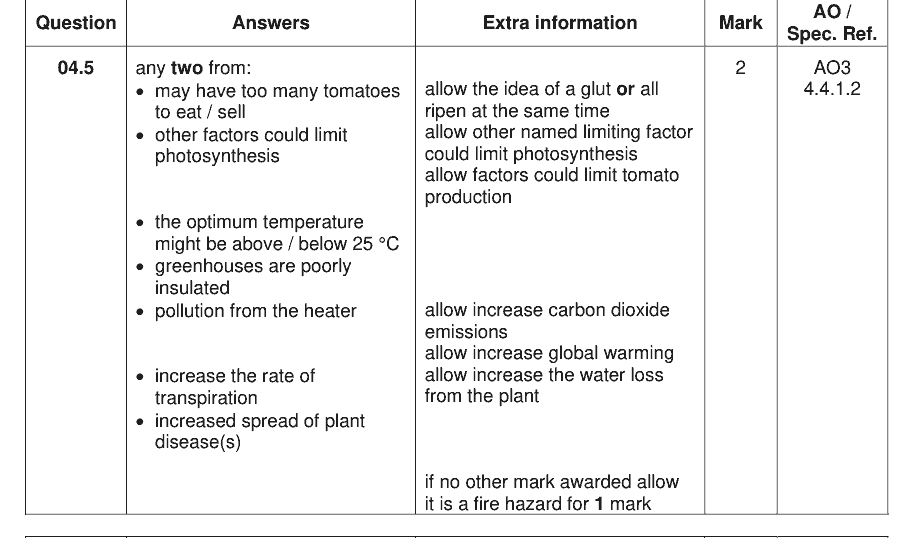 Question Answers Extra information Mark AO /
Spec. Ref.
04.5 any two from: 2 AO3
• may have too many tomatoes allow the idea of a glut or all 4.4.1.2
to eat / sell ripen at the same time
• other factors could limit allow other named limiting factor
photosynthesis could limit photosynthesis
allow factors could limit tomato
production
• the optimum temperature
might be above / below 25 °C
• greenhouses are poorly
insulated
• pollution from the heater allow increase carbon dioxide
emissions
allow increase global warming
• increase the rate of allow increase the water loss
transpiration from the plant
• increased spread of plant
disease(s)
if no other mark awarded allow
it is a fire hazard for 1 mark